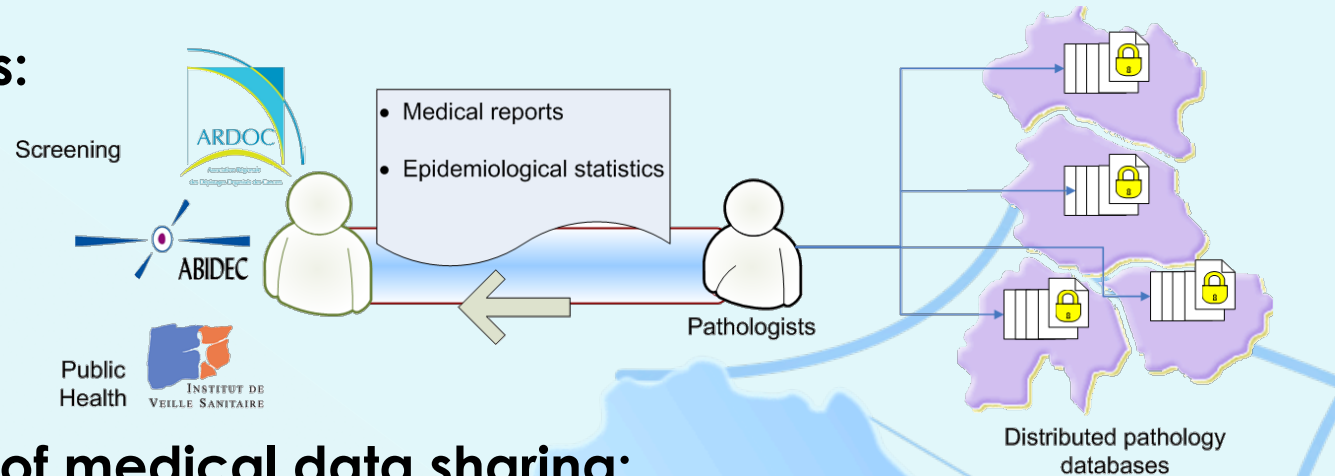 s:
Screening
ARDOC
• Medical reports
• Epidemiological statistics
ABIDEC
Pathologists
Public
Health
INSTITUT DE
VEILLE SANITAIRE
Distributed pathology
databases
of medical data sharing: